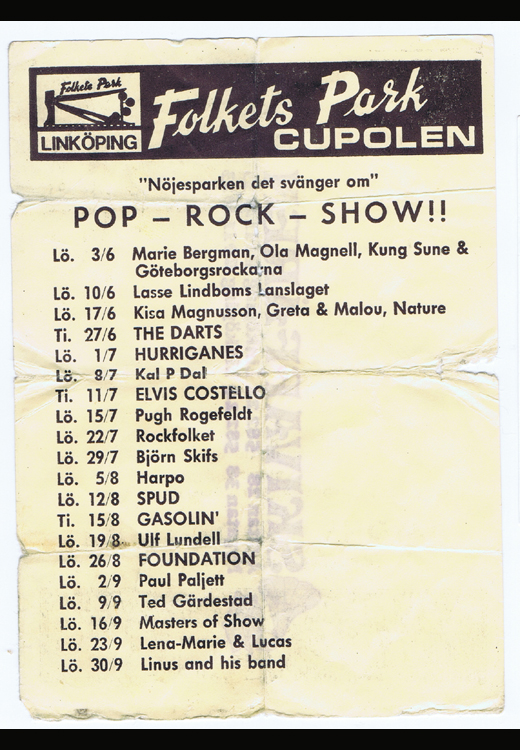 Folkets Park
LINKÖPING
Folkets Park
CUPOLEN
"Nöjesparken det svänger om"
POP – ROCK – SHOW!!
Lö. 3/6 Marie Bergman, Ola Magnell, Kung Sune &
Göteborgsrockarna
Lö. 10/6 Lasse Lindboms Lanslaget
Lö. 17/6 Kisa Magnusson, Greta & Malou, Nature
Ti. 27/6 THE DARTS
Lö. 1/7 HURRIGANES
Lö. 8/7 Kal P Dal
Ti. 11/7 ELVIS COSTELLO
Lö. 15/7 Pugh Rogefeldt
Lö. 22/7 Rockfolket
Lö. 29/7 Björn Skifs
Lö. 5/8 Harpo
Lö. 12/8 SPUD
Ti. 15/8 GASOLIN'
Lö. 19/8 Ulf Lundell
Lö. 26/8 FOUNDATION
Lö. 2/9 Paul Paljett
Lö. 9/9 Ted Gärdestad
Lö. 16/9 Masters of Show
Lö. 23/9 Lena-Marie & Lucas
Lö. 30/9 Linus and his band